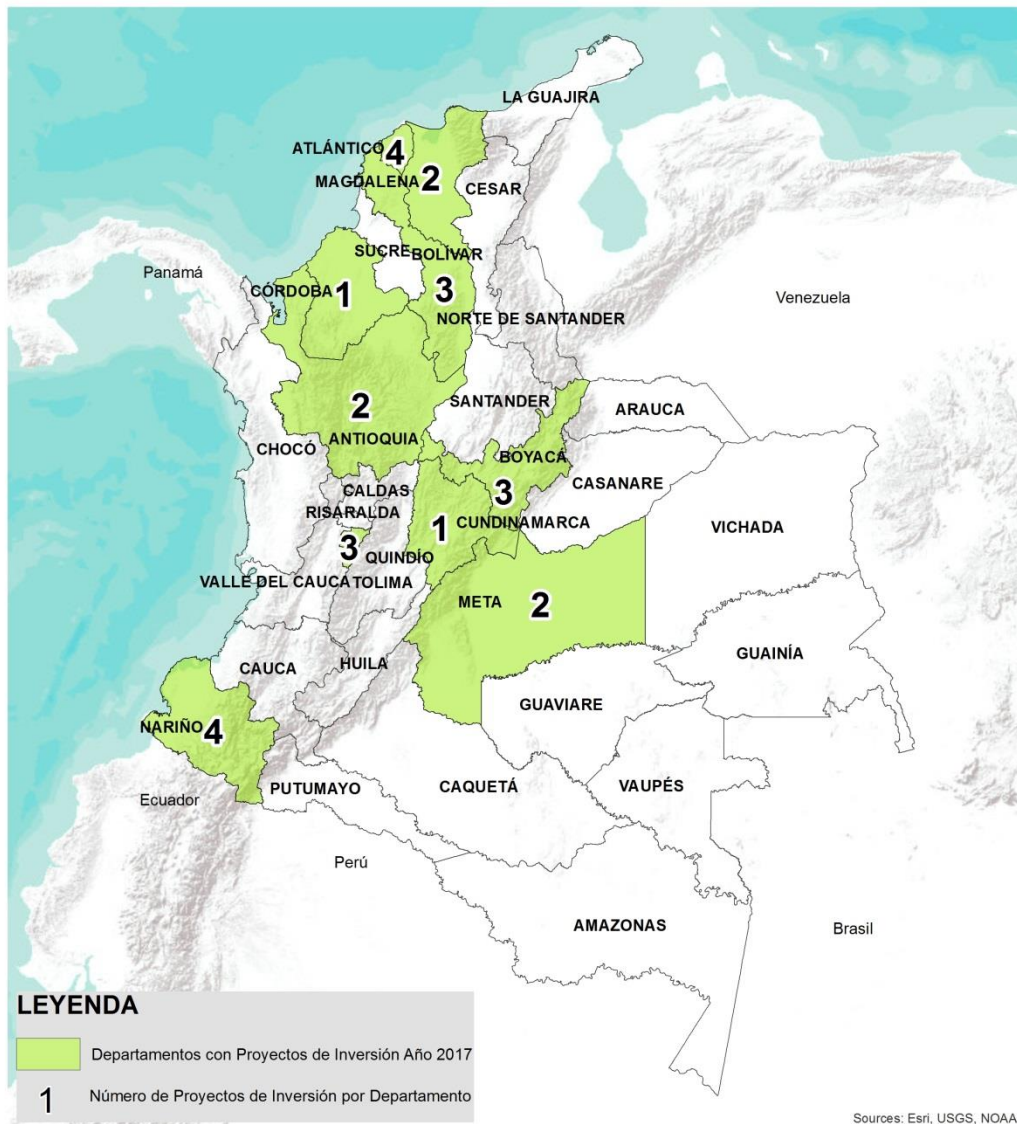 LA GUAJIRA
ATLÁNTICO
4
MAGDALENA
2
CESAR
SUCRE
BOLÍVAR
Panamá
CÓRDOBA
1
3
Venezuela
NORTE DE SANTANDER
2
SANTANDER
ARAUCA
ANTIOQUIA
CHOCÓ
BOYACÁ
CALDAS
3
CASANARE
RISARALDA
1
CUNDINAMARCA
VICHADA
3
QUINDÍO
VALLE DEL CAUCA
TOLIMA
META
2
GUAINÍA
CAUCA
HUILA
GUAVIARE
NARIÑO
4
PUTUMAYO
CAQUETÁ
VAUPÉS
Ecuador
Perú
AMAZONAS
Brasil
LEYENDA
Departamentos con Proyectos de Inversión Año 2017
1 Número de Proyectos de Inversión por Departamento
Sources: Esri, USGS, NOAA